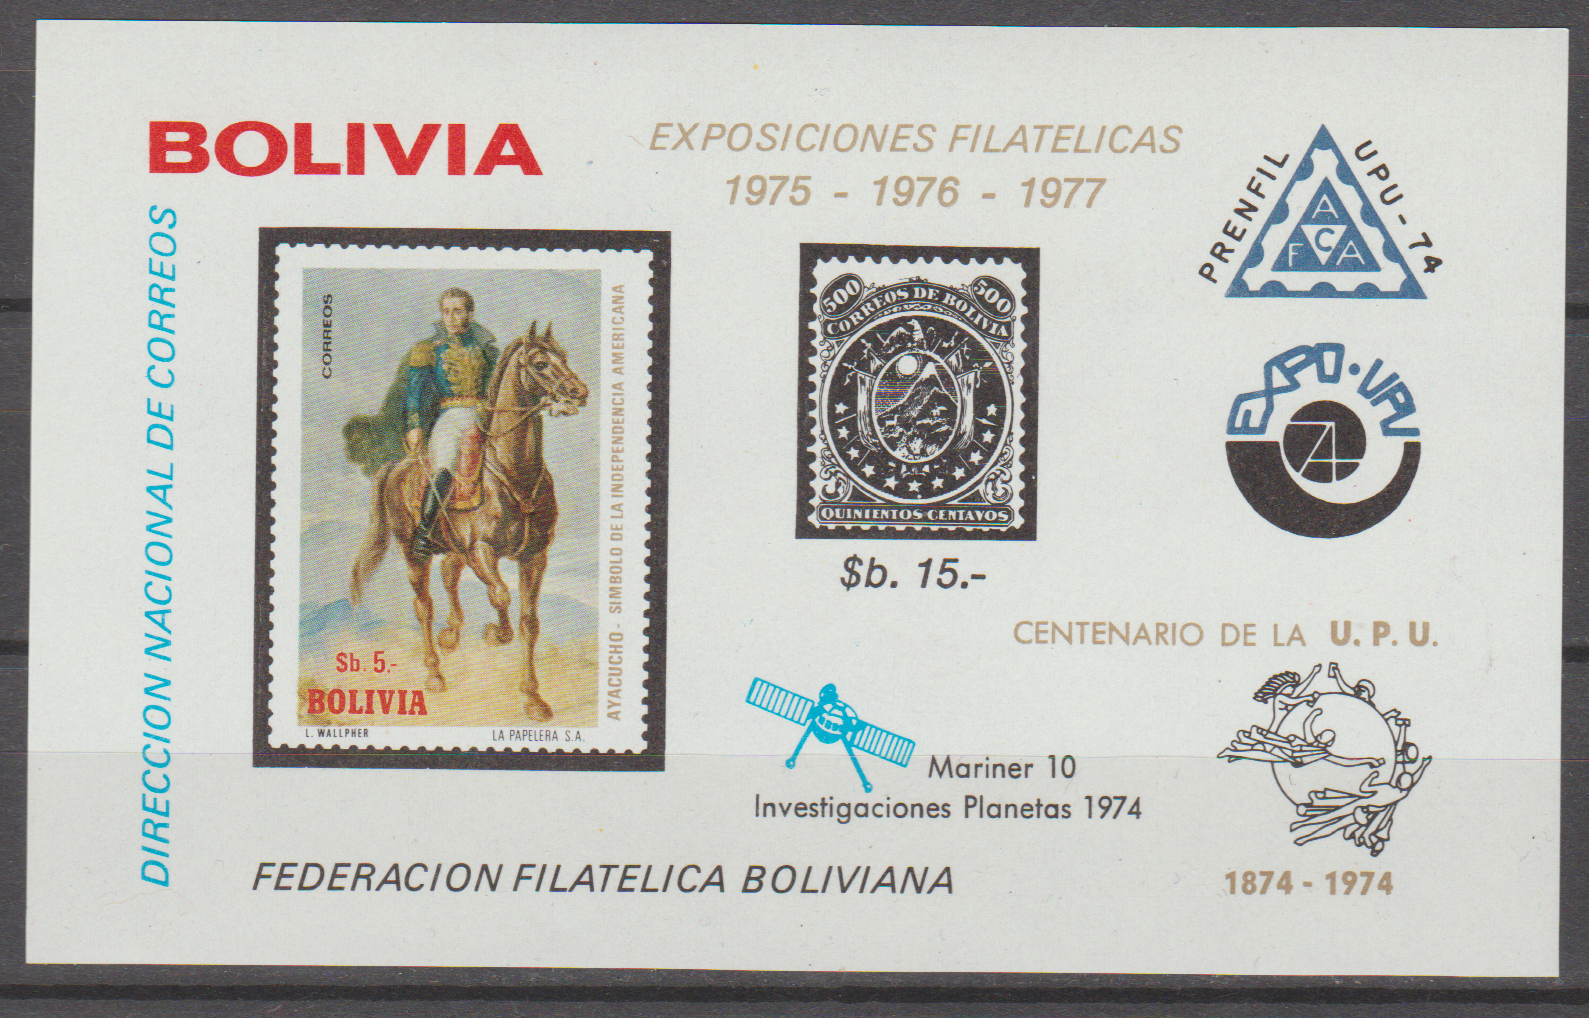 BOLIVIA
EXPOSICIONES FILATELICAS
1975 - 1976 - 1977
DIRECCION NACIONAL DE CORREOS
CORREOS
AYACUCHO - SIMBOLO DE LA INDEPENDENCIA AMERICANA
$b. 5.-
BOLIVIA
L. WALLPHER
LA PAPELERA S.A.
500
500
CORREOS DE BOLIVIA
QUINIENTOS CENTAVOS
$b. 15.-
PRENFIL UPU-74
A
F C A
EXPO·UPU
74
CENTENARIO DE LA U.P.U.
Mariner 10
Investigaciones Planetas 1974
1874 - 1974
FEDERACION FILATELICA BOLIVIANA